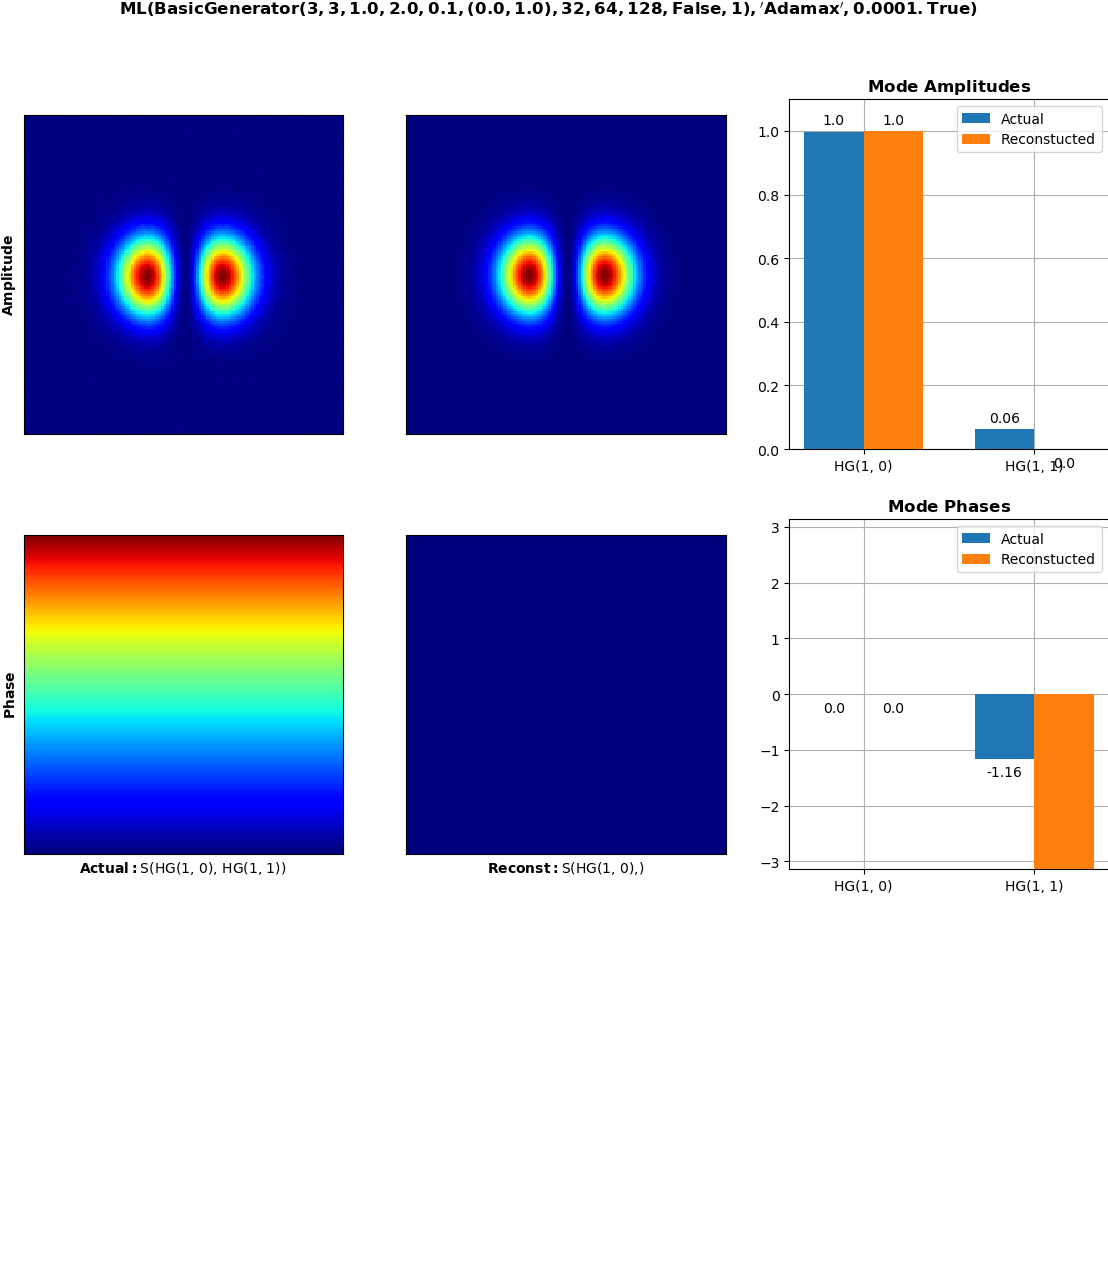 ML(BasicGenerator(3, 3, 1.0, 2.0, 0.1, (0.0, 1.0), 32, 64, 128, False, 1), ′Adamax′, 0.0001. True)
Amplitude
Mode Amplitudes
Actual
Reconstucted
1.0
0.8
0.6
0.4
0.2
0.0
1.0 1.0
0.06
0.0
HG(1, 0) HG(1, 1)
Phase
Actual: S(HG(1, 0), HG(1, 1))
Reconst: S(HG(1, 0),)
Mode Phases
Actual
Reconstucted
3
2
1
0
−1
−2
−3
0.0 0.0
-1.16
HG(1, 0) HG(1, 1)